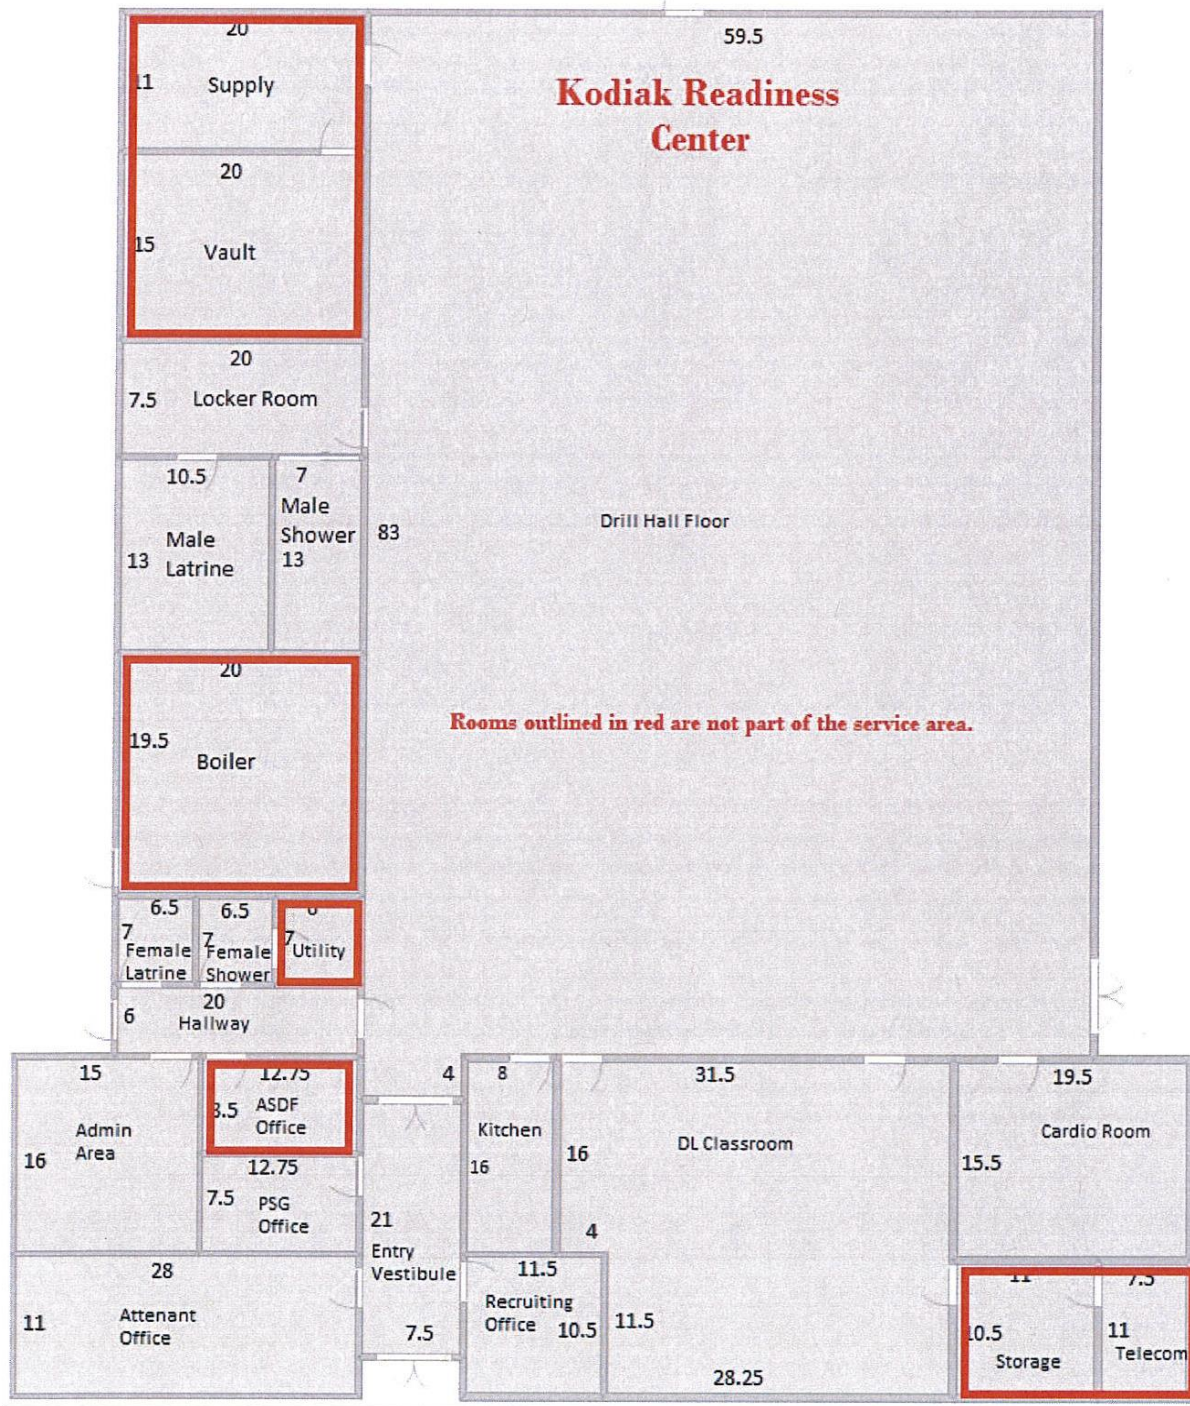 20
59.5
11
Supply
Kodiak Readiness
Center
20
15
Vault
20
7.5
Locker Room
10.5
7
Male
Shower
13
13
Male
Latrine
83
Drill Hall Floor
20
19.5
Boiler
Rooms outlined in red are not part of the service area.
6.5
6.5
7
Female
Latrine
7
Female
Shower
7
Utility
20
6
Hallway
15
12.75
4
8
31.5
19.5
Admin
Area
16
ASDF
Office
Kitchen
16
16
DL Classroom
Cardio Room
15.5
12.75
7.5
PSG
Office
21
Entry
Vestibule
4
28
11
Attenant
Office
7.5
11.5
Recruiting
Office
10.5
11.5
28.25
11
7.5
10.5
Storage
11
Telecom